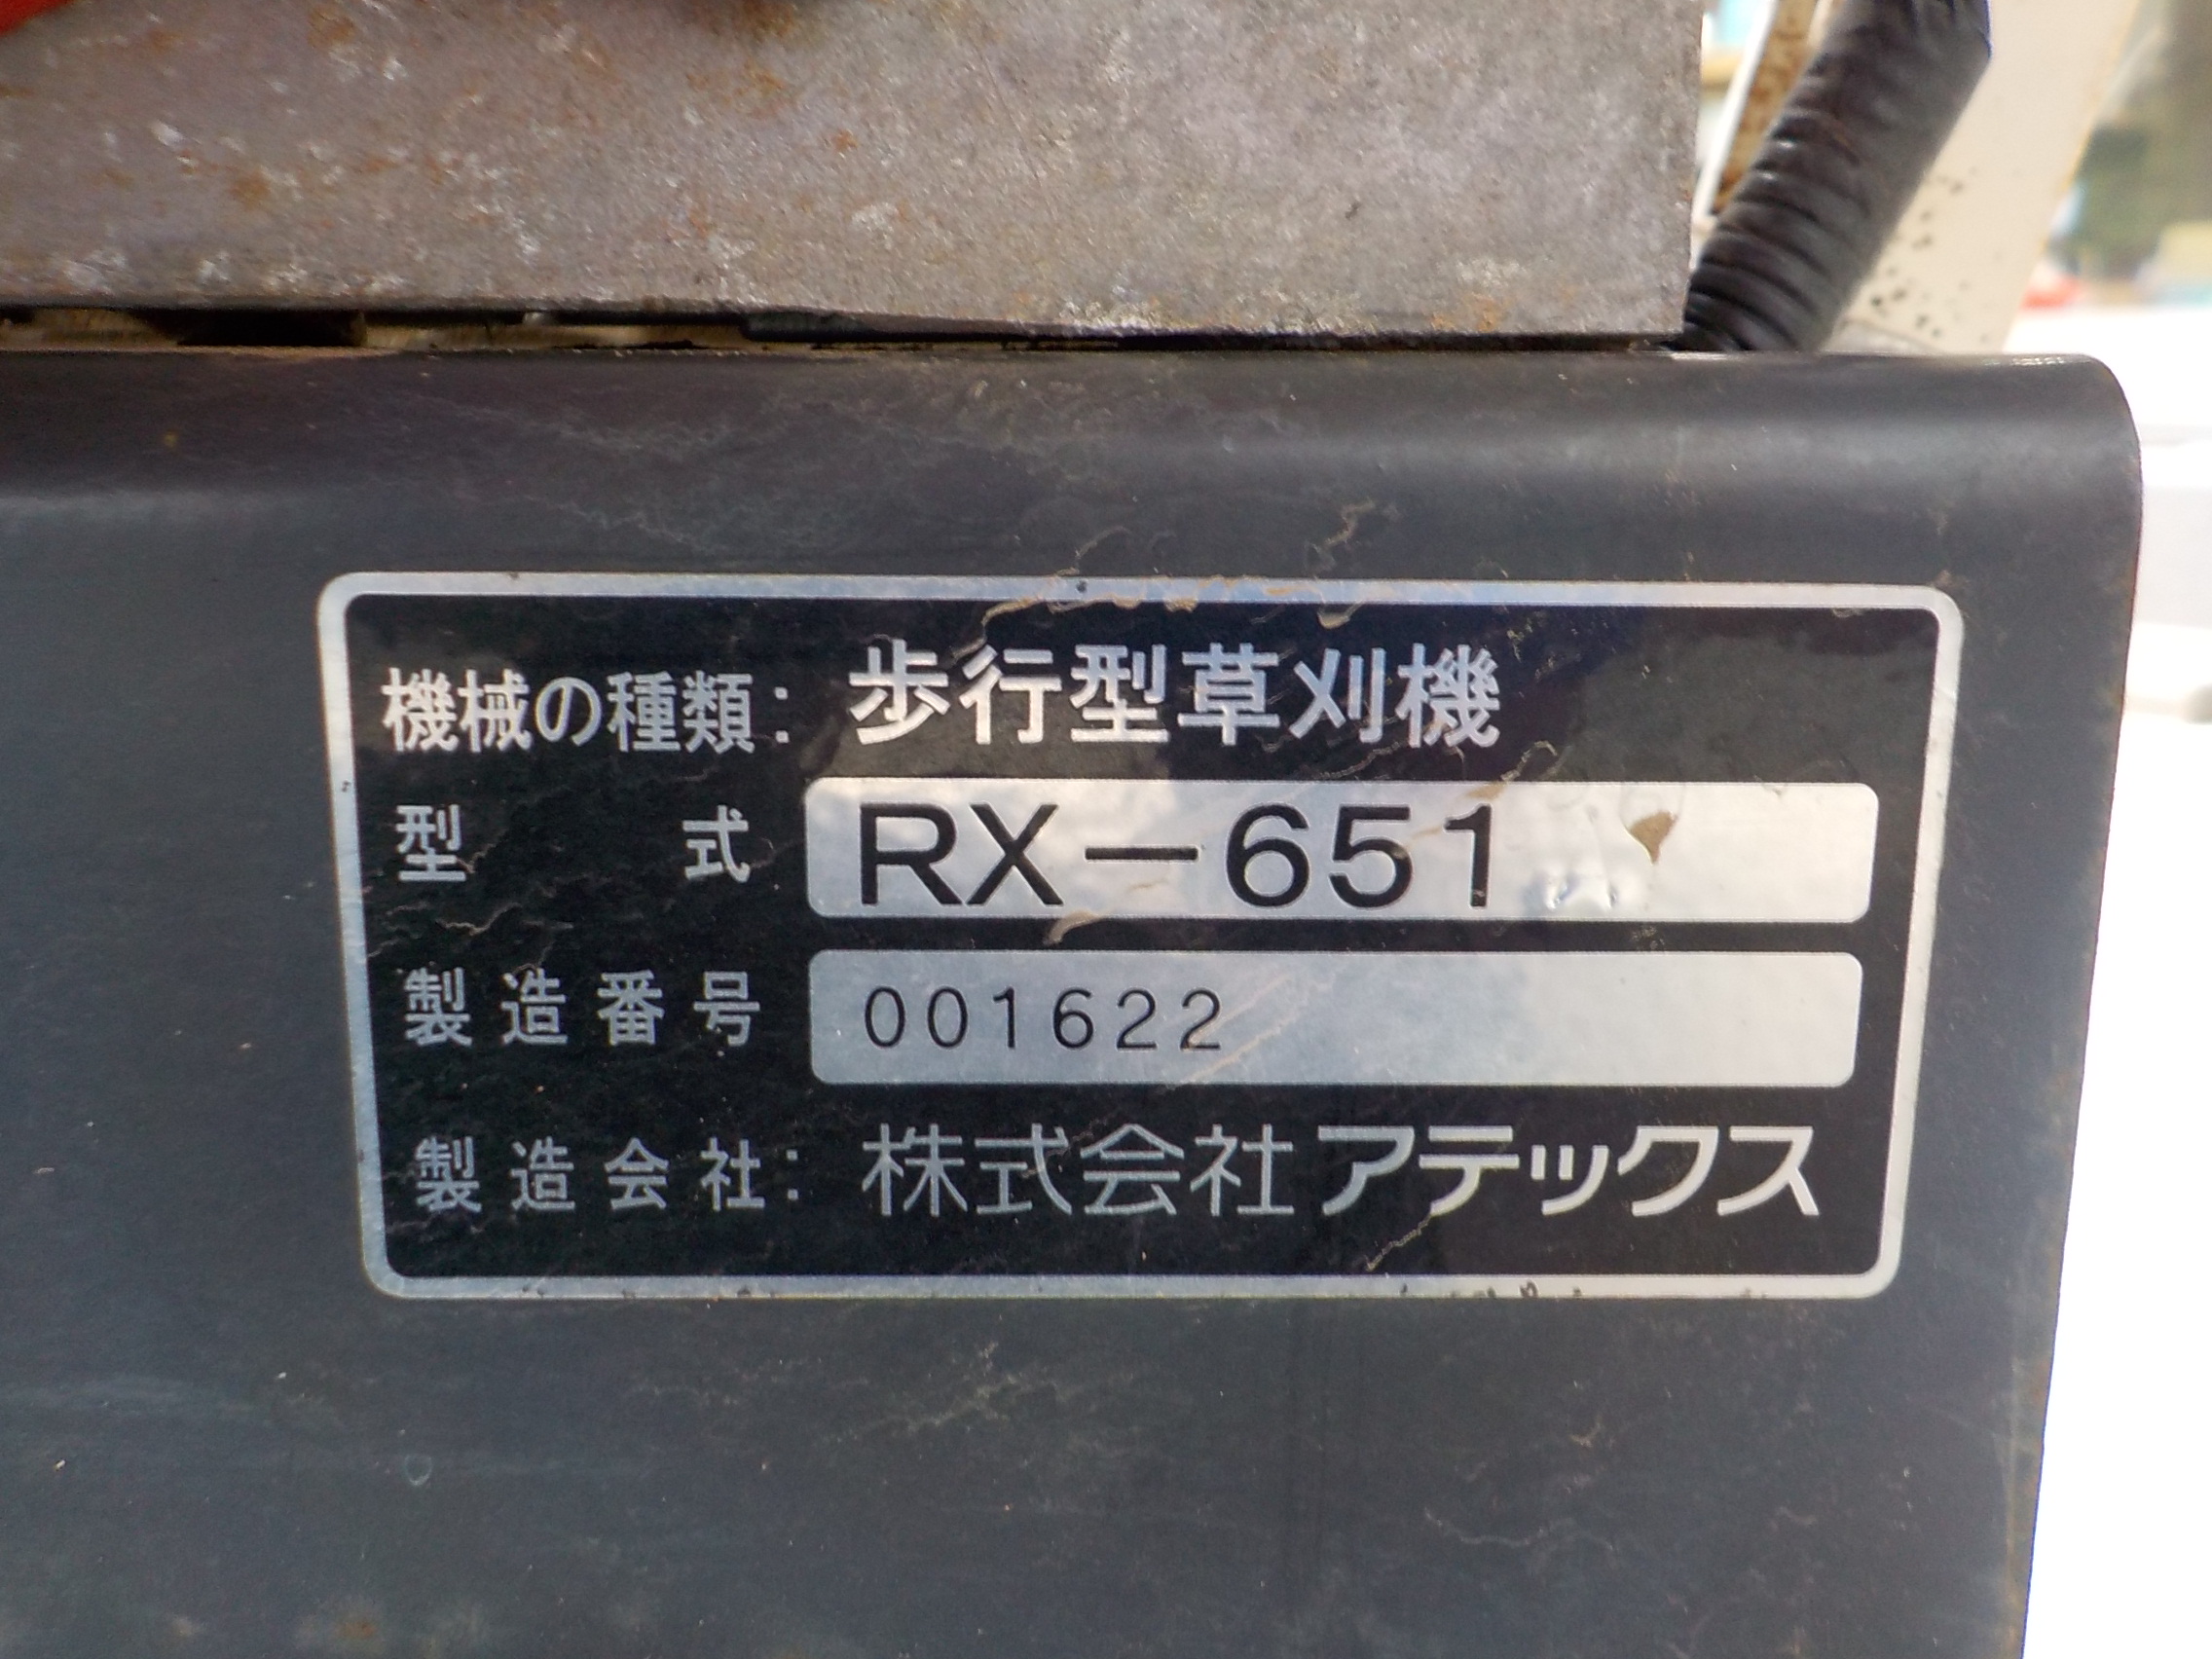 機械の種類：歩行型草刈機
型式 RX-651
製造番号 001622
製造会社：株式会社アテックス